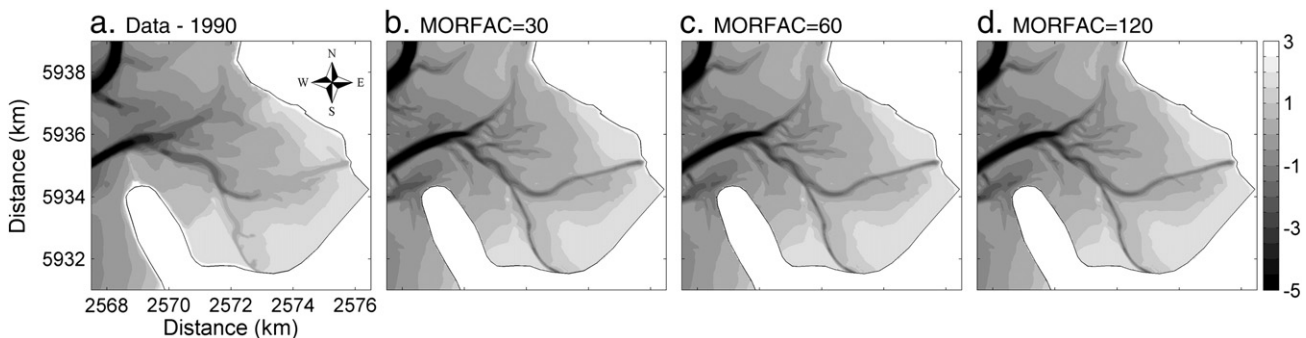 a. Data - 1990
b. MORFAC=30
c. MORFAC=60
d. MORFAC=120
N
W E
S
5938
5936
5934
5932
Distance (km)
2568 2570 2572 2574 2576
Distance (km)
3
1
-1
-3
-5